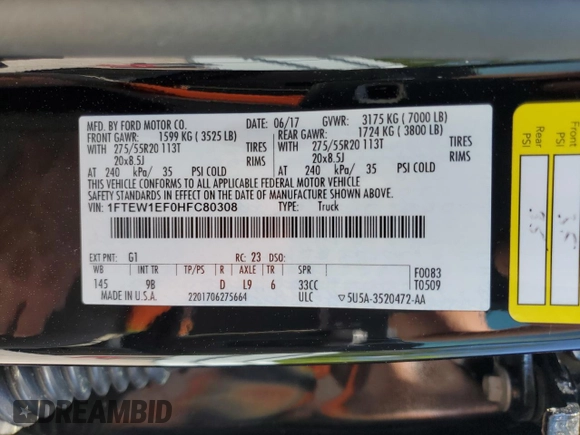 MFD. BY FORD MOTOR CO. 06/17 GVWR: 3175 KG ( 7000 LB)
FRONT GAWR: 1599 KG ( 3525 LB) REAR GAWR: 1724 KG ( 3800 LB)
WITH 275/55R20 113T TIRES WITH 275/55R20 113T TIRES
20x8.5J RIMS 20x8.5J RIMS
AT 240 kPa/ 35 PSI COLD AT 240 kPa/ 35 PSI COLD
THIS VEHICLE CONFORMS TO ALL APPLICABLE FEDERAL MOTOR VEHICLE
SAFETY STANDARDS IN EFFECT ON THE DATE OF MANUFACTURE SHOWN ABOVE.
VIN: 1FTEW1EF0HFC80308 TYPE: Truck
EXT PNT: G1 RC: 23 DSO:
WB INT TR TP/PS R AXLE TR SPR F0083
145 9B D L9 6 33CC T0509
MADE IN U.S.A. 2201706275664 ULC 5U5A-3520472-AA
Rear PSI
35
Front PSI
35
DREAMBID